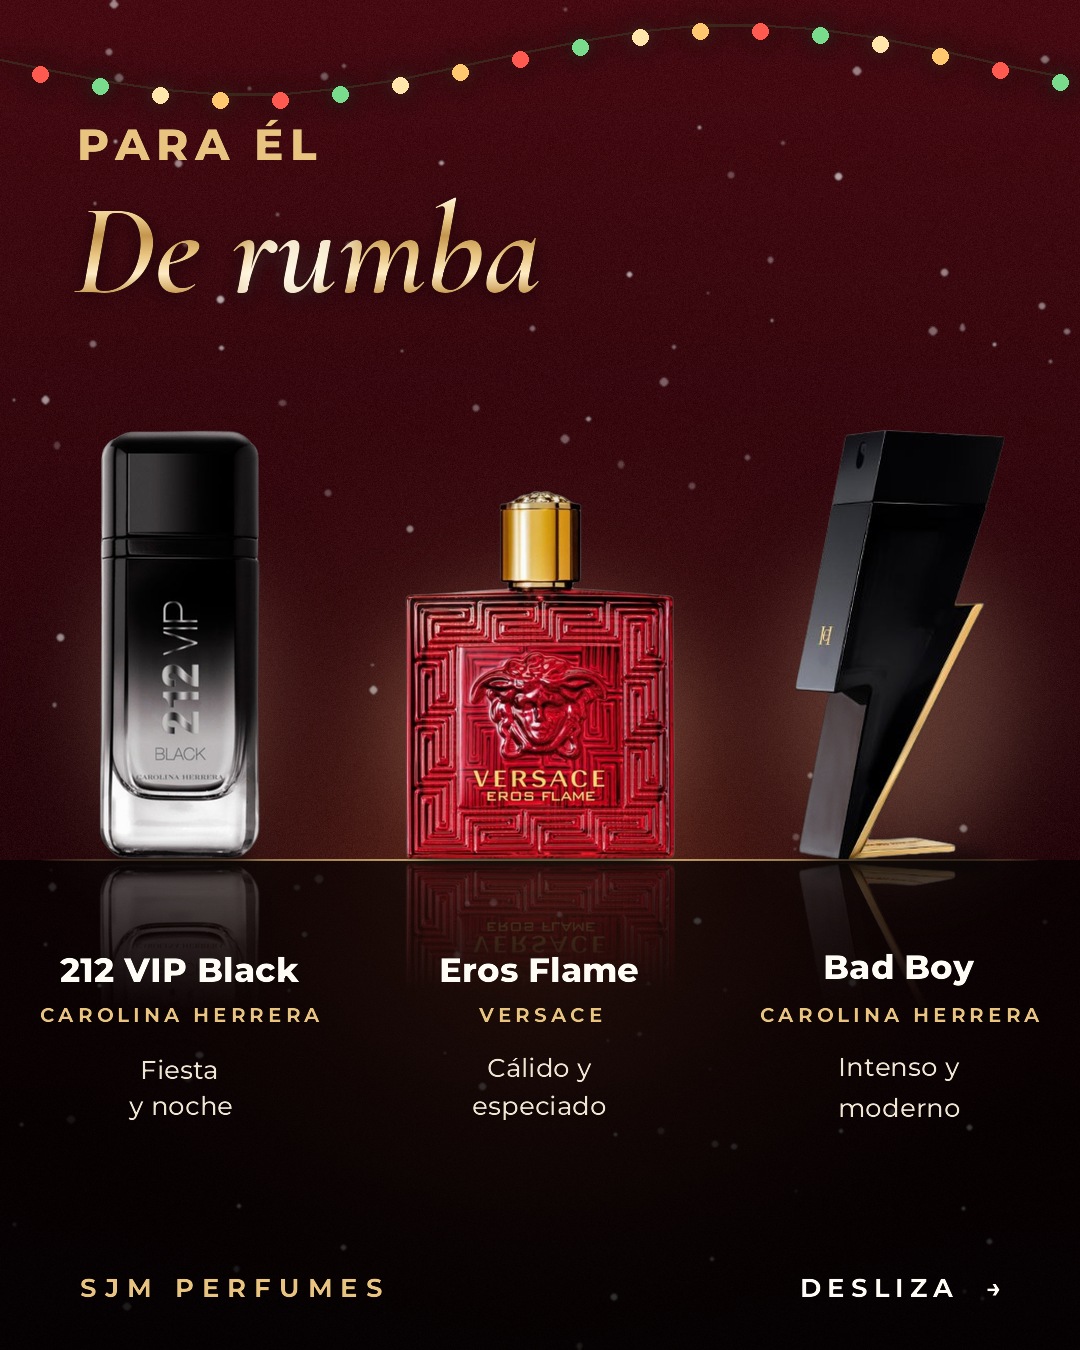 PARA ÉL
De rumba
212 VIP
BLACK
CAROLINA HERRERA
VERSACE
EROS FLAME
212 VIP Black
CAROLINA HERRERA
Fiesta
y noche
Eros Flame
VERSACE
Cálido y
especiado
Bad Boy
CAROLINA HERRERA
Intenso y
moderno
SJM PERFUMES
DESLIZA →